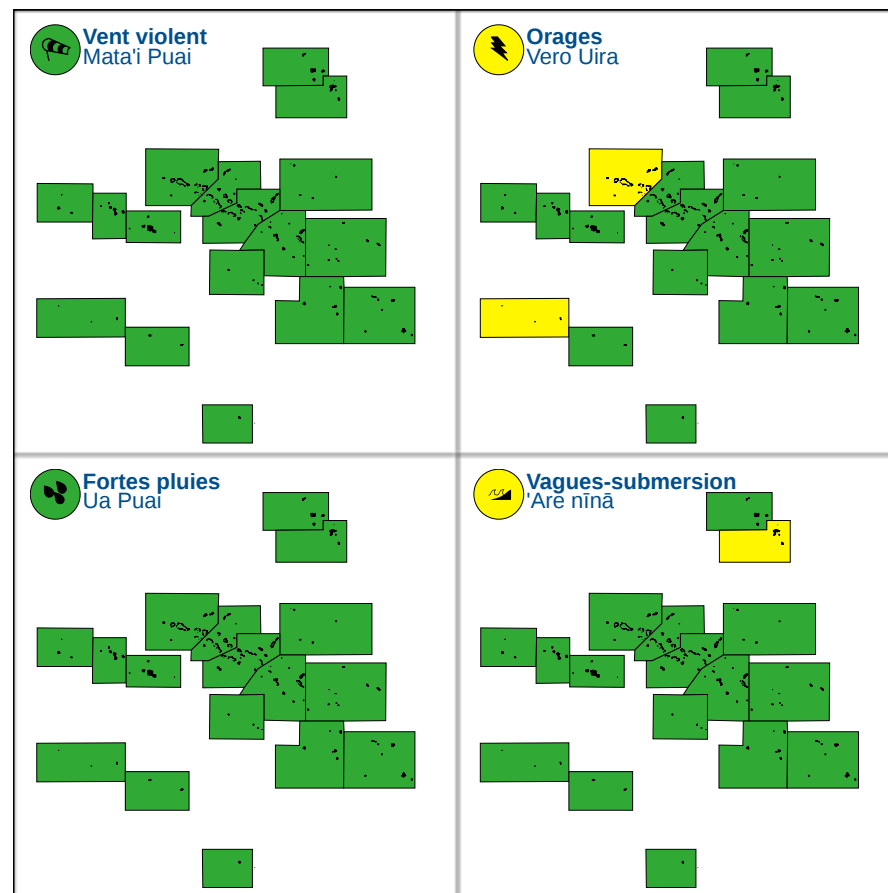 Vent violent
Mata'i Puai
Orages
Vero Uira
Fortes pluies
Ua Puai
Vagues-submersion
'Are nīnā